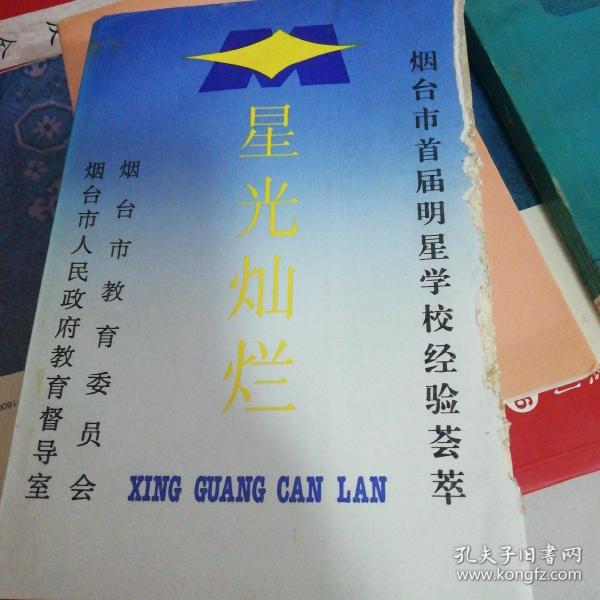 烟台市首届明星学校经验荟萃
星光灿烂
烟台市教育委员会
烟台市人民政府教育督导室
XING GUANG CAN LAN
孔夫子旧书网
www.kongfz.com